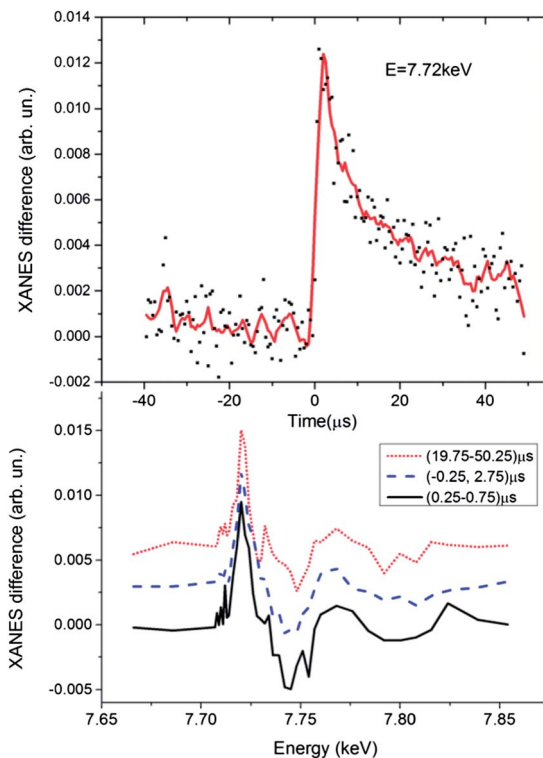 0.014
0.012
0.010
0.008
0.006
0.004
0.002
0.000
-0.002
XANES difference (arb. un.)
E=7.72keV
-40 -20 0 20 40
Time(μs)
0.015
0.010
0.005
0.000
-0.005
XANES difference (arb. un.)
(19.75-50.25)μs
(-0.25, 2.75)μs
(0.25-0.75)μs
7.65 7.70 7.75 7.80 7.85
Energy (keV)